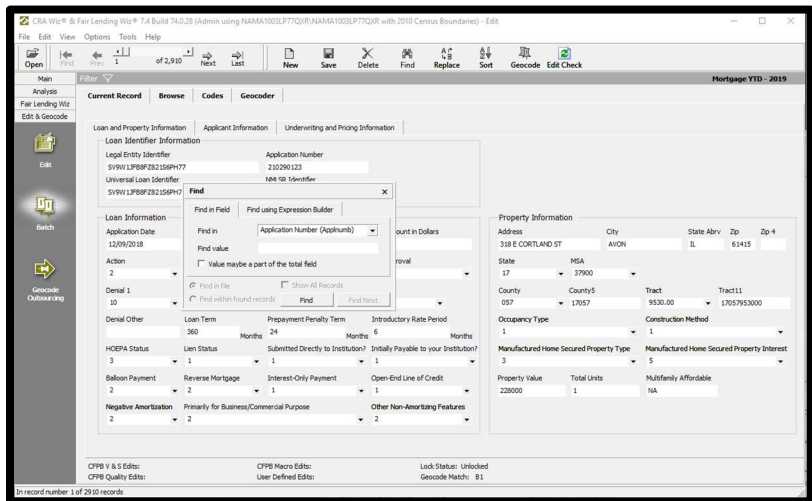 CRA Wiz® & Fair Lending Wiz® 7.4 Build 74.0.28 (Admin using NAMA1003LP77QXR\NAMA1003LP77QXR with 2010 Census Boundaries) - Edit
File Edit View Options Tools Help
Open First Prev 1 of 2,910 Next Last New Save Delete Find Replace Sort Geocode Edit Check
Main Filter Mortgage YTD - 2019
Analysis
Fair Lending Wiz
Edit & Geocode
Edit
Batch
Geocode Outsourcing
Current Record Browse Codes Geocoder
Loan and Property Information Applicant Information Underwriting and Pricing Information
Loan Identifier Information
Legal Entity Identifier Application Number
SV9W1JFB8FZ821S6PH77 210290123
Universal Loan Identifier NMLSR Identifier
SV9W1JFB8FZ821S6PH7
Find
Find in Field Find using Expression Builder
Find in Application Number (Applnumb)
Find value
Value maybe a part of the total field
Find in file Show All Records
Find within found records Find Find Next
Loan Information
Application Date ount in Dollars
12/09/2018
Action roval
2
Denial 1
10
Denial Other Loan Term Prepayment Penalty Term Introductory Rate Period
360 Months 24 Months 6 Months
HOEPA Status Lien Status Submitted Directly to Institution? Initially Payable to your Institution?
3 1 1 1
Balloon Payment Reverse Mortgage Interest-Only Payment Open-End Line of Credit
2 2 1 1
Negative Amortization Primarily for Business/Commercial Purpose Other Non-Amortizing Features
2 2 2
Property Information
Address City State Abrv Zip Zip 4
318 E CORTLAND ST AVON IL 61415
State MSA
17 37900
County County5 Tract Tract11
057 17057 9530.00 17057953000
Occupancy Type Construction Method
1 1
Manufactured Home Secured Property Type Manufactured Home Secured Property Interest
3 5
Property Value Total Units Multifamily Affordable
228000 1 NA
CFPB V & S Edits: CFPB Macro Edits: Lock Status: Unlocked
CFPB Quality Edits: User Defined Edits: Geocode Match: B1
In record number 1 of 2910 records